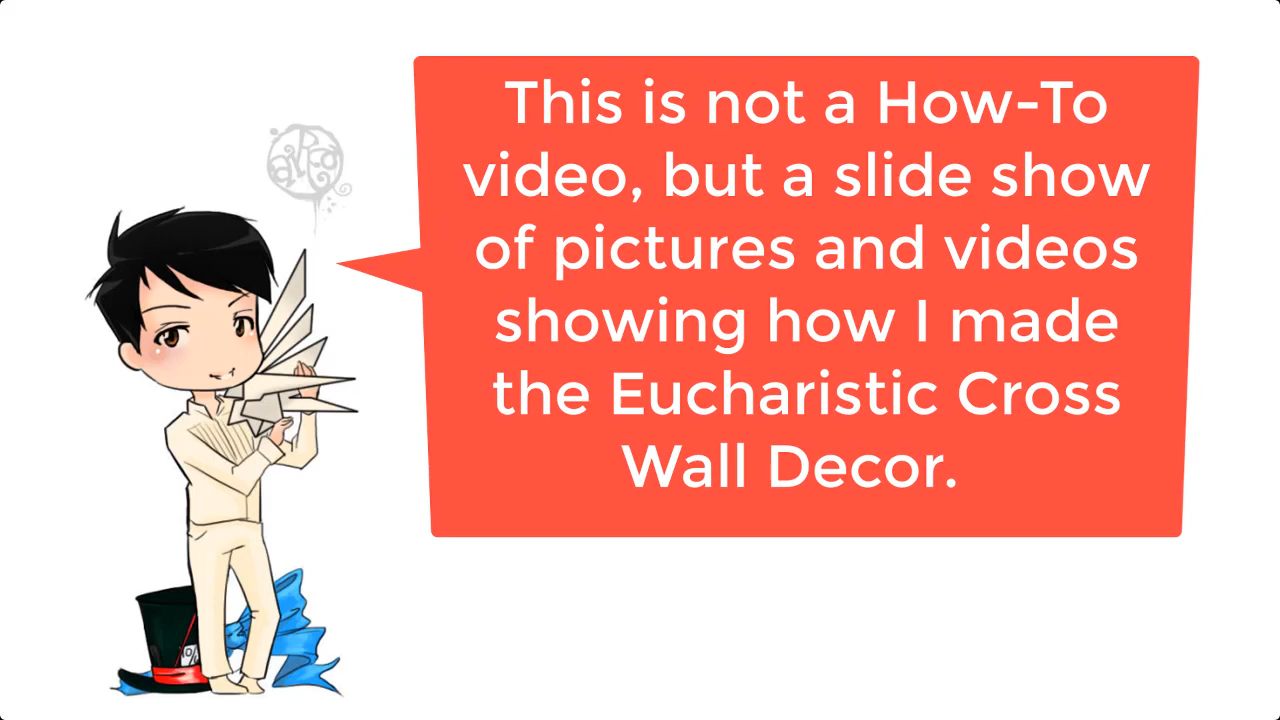 This is not a How-To
video, but a slide show
of pictures and videos
showing how I made
the Eucharistic Cross
Wall Decor.